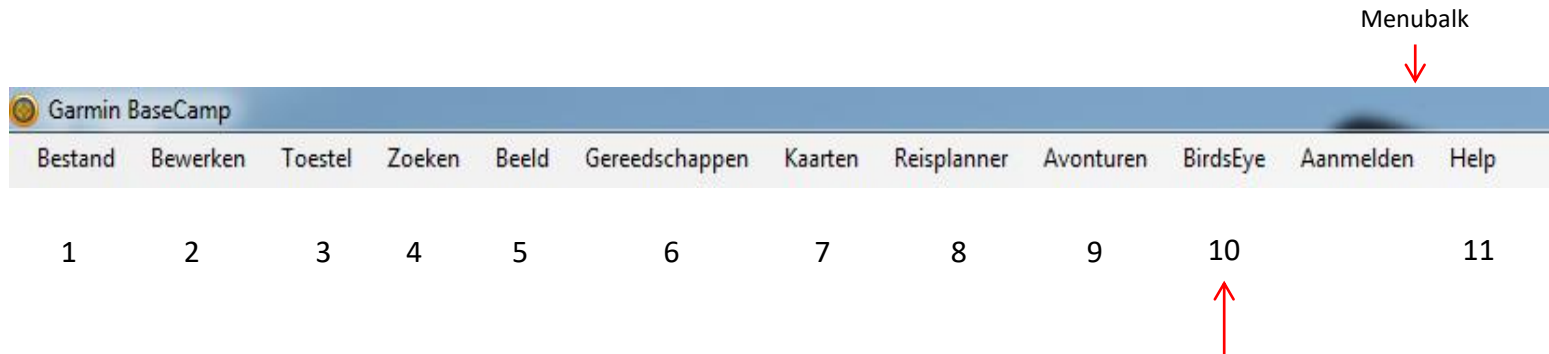 Menubalk
Garmin BaseCamp
Bestand Bewerken Toestel Zoeken Beeld Gereedschappen Kaarten Reisplanner Avonturen BirdsEye Aanmelden Help
1 2 3 4 5 6 7 8 9 10 11